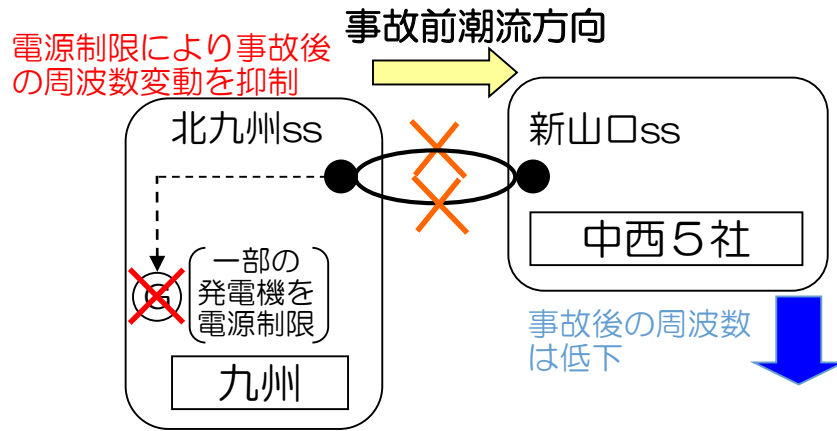 事故前潮流方向
電源制限により事故後
の周波数変動を抑制
北九州ss
新山口ss
中西５社
G
一部の
発電機を
電源制限
事故後の周波数
は低下
九州